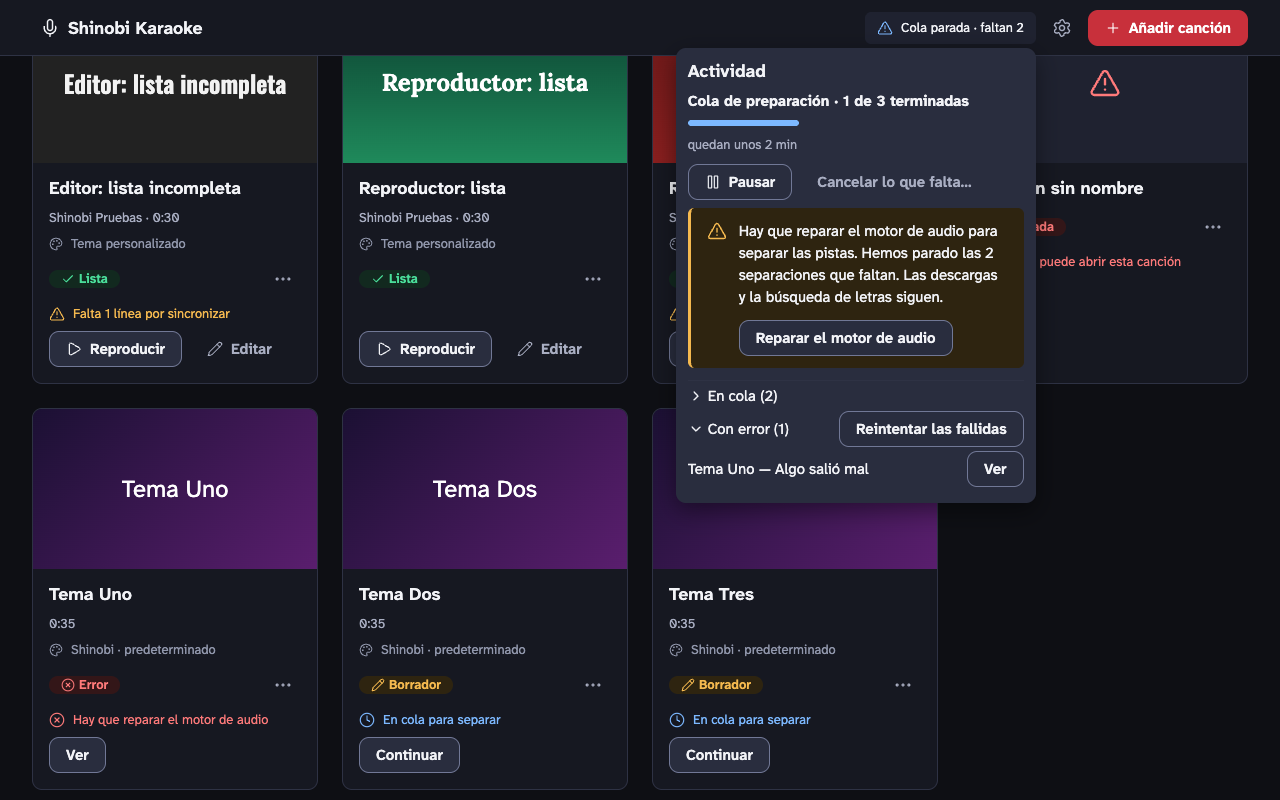 Shinobi Karaoke
Cola parada · faltan 2
Añadir canción
Editor: lista incompleta
Reproductor: lista
Editor: lista incompleta
Shinobi Pruebas · 0:30
Tema personalizado
Lista
Falta 1 línea por sincronizar
Reproducir
Editar
Reproductor: lista
Shinobi Pruebas · 0:30
Tema personalizado
Lista
Reproducir
Editar
n sin nombre
ada
puede abrir esta canción
Actividad
Cola de preparación · 1 de 3 terminadas
quedan unos 2 min
Pausar
Cancelar lo que falta...
Hay que reparar el motor de audio para
separar las pistas. Hemos parado las 2
separaciones que faltan. Las descargas
y la búsqueda de letras siguen.
Reparar el motor de audio
En cola (2)
Con error (1)
Reintentar las fallidas
Tema Uno — Algo salió mal
Ver
Tema Uno
Tema Uno
0:35
Shinobi · predeterminado
Error
Hay que reparar el motor de audio
Ver
Tema Dos
Tema Dos
0:35
Shinobi · predeterminado
Borrador
En cola para separar
Continuar
Tema Tres
0:35
Shinobi · predeterminado
Borrador
En cola para separar
Continuar